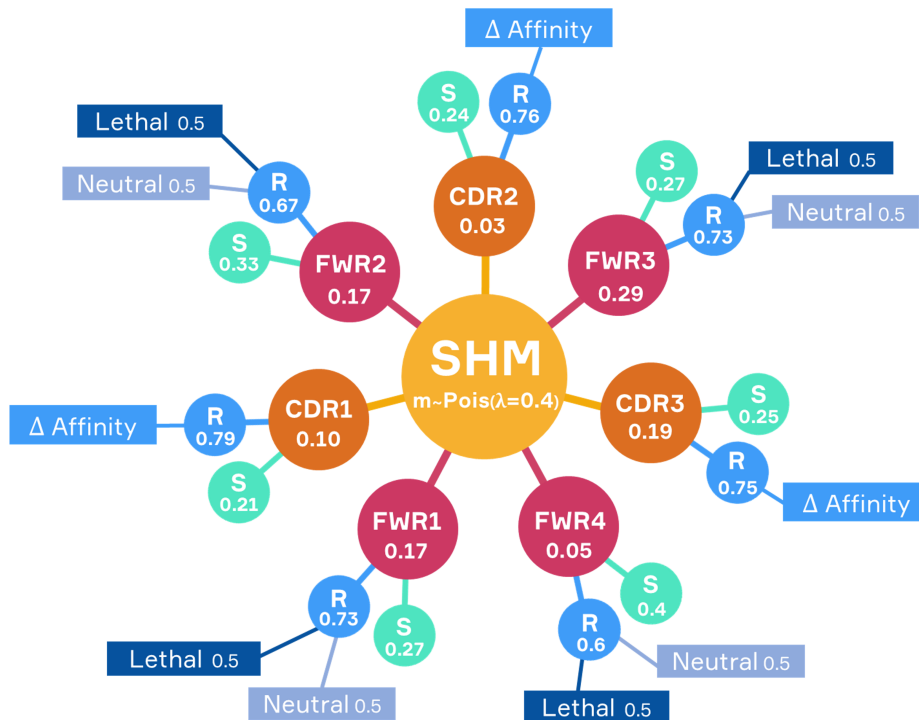 Δ Affinity
S
0.24
R
0.76
CDR2
0.03
Lethal 0.5
Neutral 0.5
R
0.67
S
0.33
FWR2
0.17
Lethal 0.5
Neutral 0.5
S
0.27
R
0.73
FWR3
0.29
SHM
m~Pois(λ=0.4)
Δ Affinity
R
0.79
S
0.21
CDR1
0.10
CDR3
0.19
S
0.25
R
0.75
Δ Affinity
FWR1
0.17
R
0.73
S
0.27
Lethal 0.5
Neutral 0.5
FWR4
0.05
S
0.4
R
0.6
Neutral 0.5
Lethal 0.5